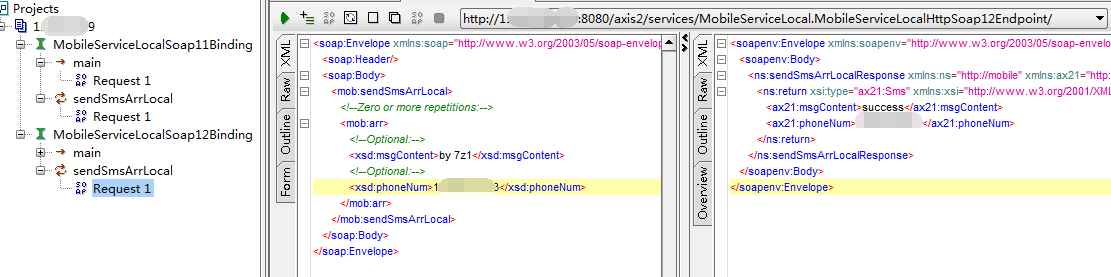 Projects
1. 9
MobileServiceLocalSoap11Binding
main
Request 1
sendSmsArrLocal
Request 1
MobileServiceLocalSoap12Binding
main
sendSmsArrLocal
Request 1
http://1. :8080/axis2/services/MobileServiceLocal.MobileServiceLocalHttpSoap12Endpoint/
XML
Raw
Outline
Form
<soap:Envelope xmlns:soap="http://www.w3.org/2003/05/soap-envelo
<soap:Header/>
<soap:Body>
<mob:sendSmsArrLocal>
<!--Zero or more repetitions:-->
<mob:arr>
<!--Optional:-->
<xsd:msgContent>by 7z1</xsd:msgContent>
<!--Optional:-->
<xsd:phoneNum>1 3</xsd:phoneNum>
</mob:arr>
</mob:sendSmsArrLocal>
</soap:Body>
</soap:Envelope>
XML
Raw
Outline
Overview
<soapenv:Envelope xmlns:soapenv="http://www.w3.org/2003/05/soap-enve
<soapenv:Body>
<ns:sendSmsArrLocalResponse xmlns:ns="http://mobile" xmlns:ax21="http:
<ns:return xsi:type="ax21:Sms" xmlns:xsi="http://www.w3.org/2001/XML
<ax21:msgContent>success</ax21:msgContent>
<ax21:phoneNum> </ax21:phoneNum>
</ns:return>
</ns:sendSmsArrLocalResponse>
</soapenv:Body>
</soapenv:Envelope>